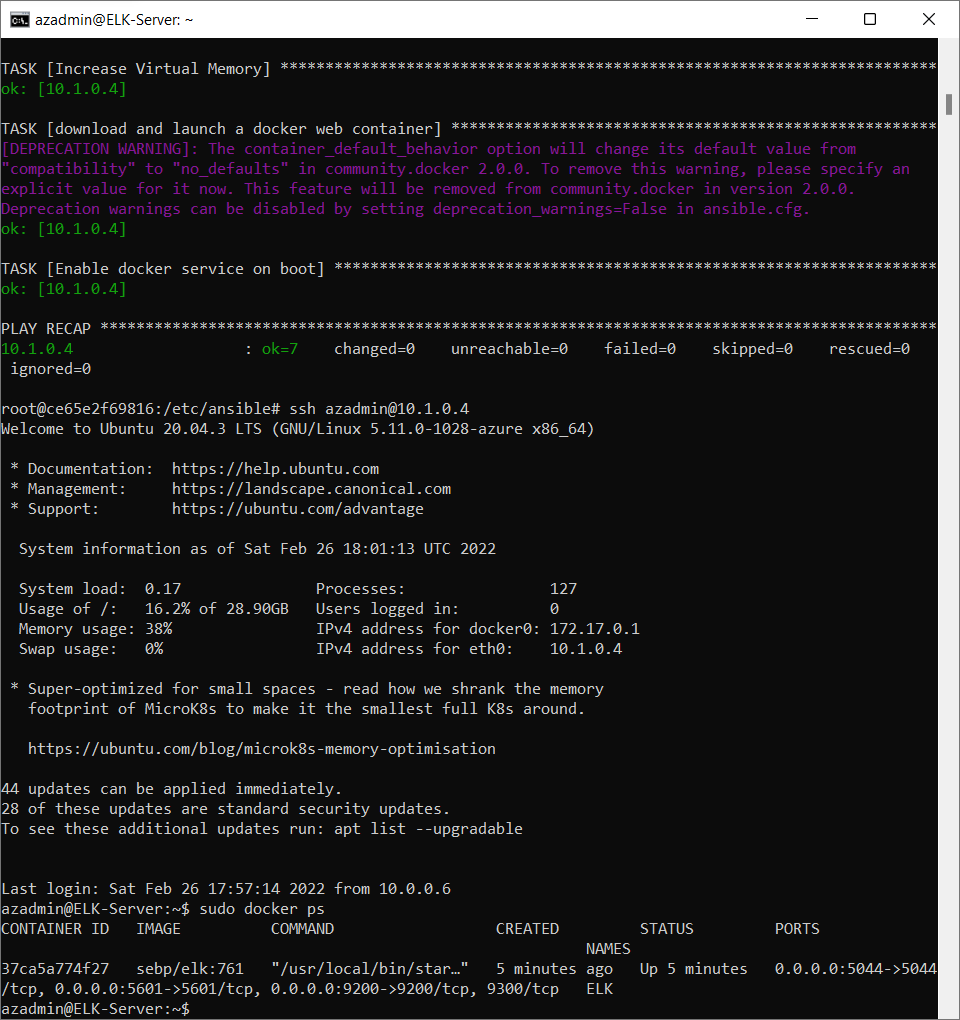 azadmin@ELK-Server: ~
TASK [Increase Virtual Memory] *************************************************************************
ok: [10.1.0.4]
TASK [download and launch a docker web container] ******************************************************
[DEPRECATION WARNING]: The container_default_behavior option will change its default value from
"compatibility" to "no_defaults" in community.docker 2.0.0. To remove this warning, please specify an
explicit value for it now. This feature will be removed from community.docker in version 2.0.0.
Deprecation warnings can be disabled by setting deprecation_warnings=False in ansible.cfg.
ok: [10.1.0.4]
TASK [Enable docker service on boot] *******************************************************************
ok: [10.1.0.4]
PLAY RECAP *********************************************************************************************
10.1.0.4                   : ok=7    changed=0    unreachable=0    failed=0    skipped=0    rescued=0
 ignored=0
root@ce65e2f69816:/etc/ansible# ssh azadmin@10.1.0.4
Welcome to Ubuntu 20.04.3 LTS (GNU/Linux 5.11.0-1028-azure x86_64)
 * Documentation:  https://help.ubuntu.com
 * Management:     https://landscape.canonical.com
 * Support:        https://ubuntu.com/advantage
  System information as of Sat Feb 26 18:01:13 UTC 2022
  System load:  0.17               Processes:                127
  Usage of /:   16.2% of 28.90GB   Users logged in:          0
  Memory usage: 38%                IPv4 address for docker0: 172.17.0.1
  Swap usage:   0%                 IPv4 address for eth0:    10.1.0.4
 * Super-optimized for small spaces - read how we shrank the memory
   footprint of MicroK8s to make it the smallest full K8s around.
   https://ubuntu.com/blog/microk8s-memory-optimisation
44 updates can be applied immediately.
28 of these updates are standard security updates.
To see these additional updates run: apt list --upgradable
Last login: Sat Feb 26 17:57:14 2022 from 10.0.0.6
azadmin@ELK-Server:~$ sudo docker ps
CONTAINER ID   IMAGE          COMMAND                  CREATED         STATUS         PORTS
                                                                 NAMES
37ca5a774f27   sebp/elk:761   "/usr/local/bin/star…"   5 minutes ago   Up 5 minutes   0.0.0.0:5044->5044
/tcp, 0.0.0.0:5601->5601/tcp, 0.0.0.0:9200->9200/tcp, 9300/tcp   ELK
azadmin@ELK-Server:~$